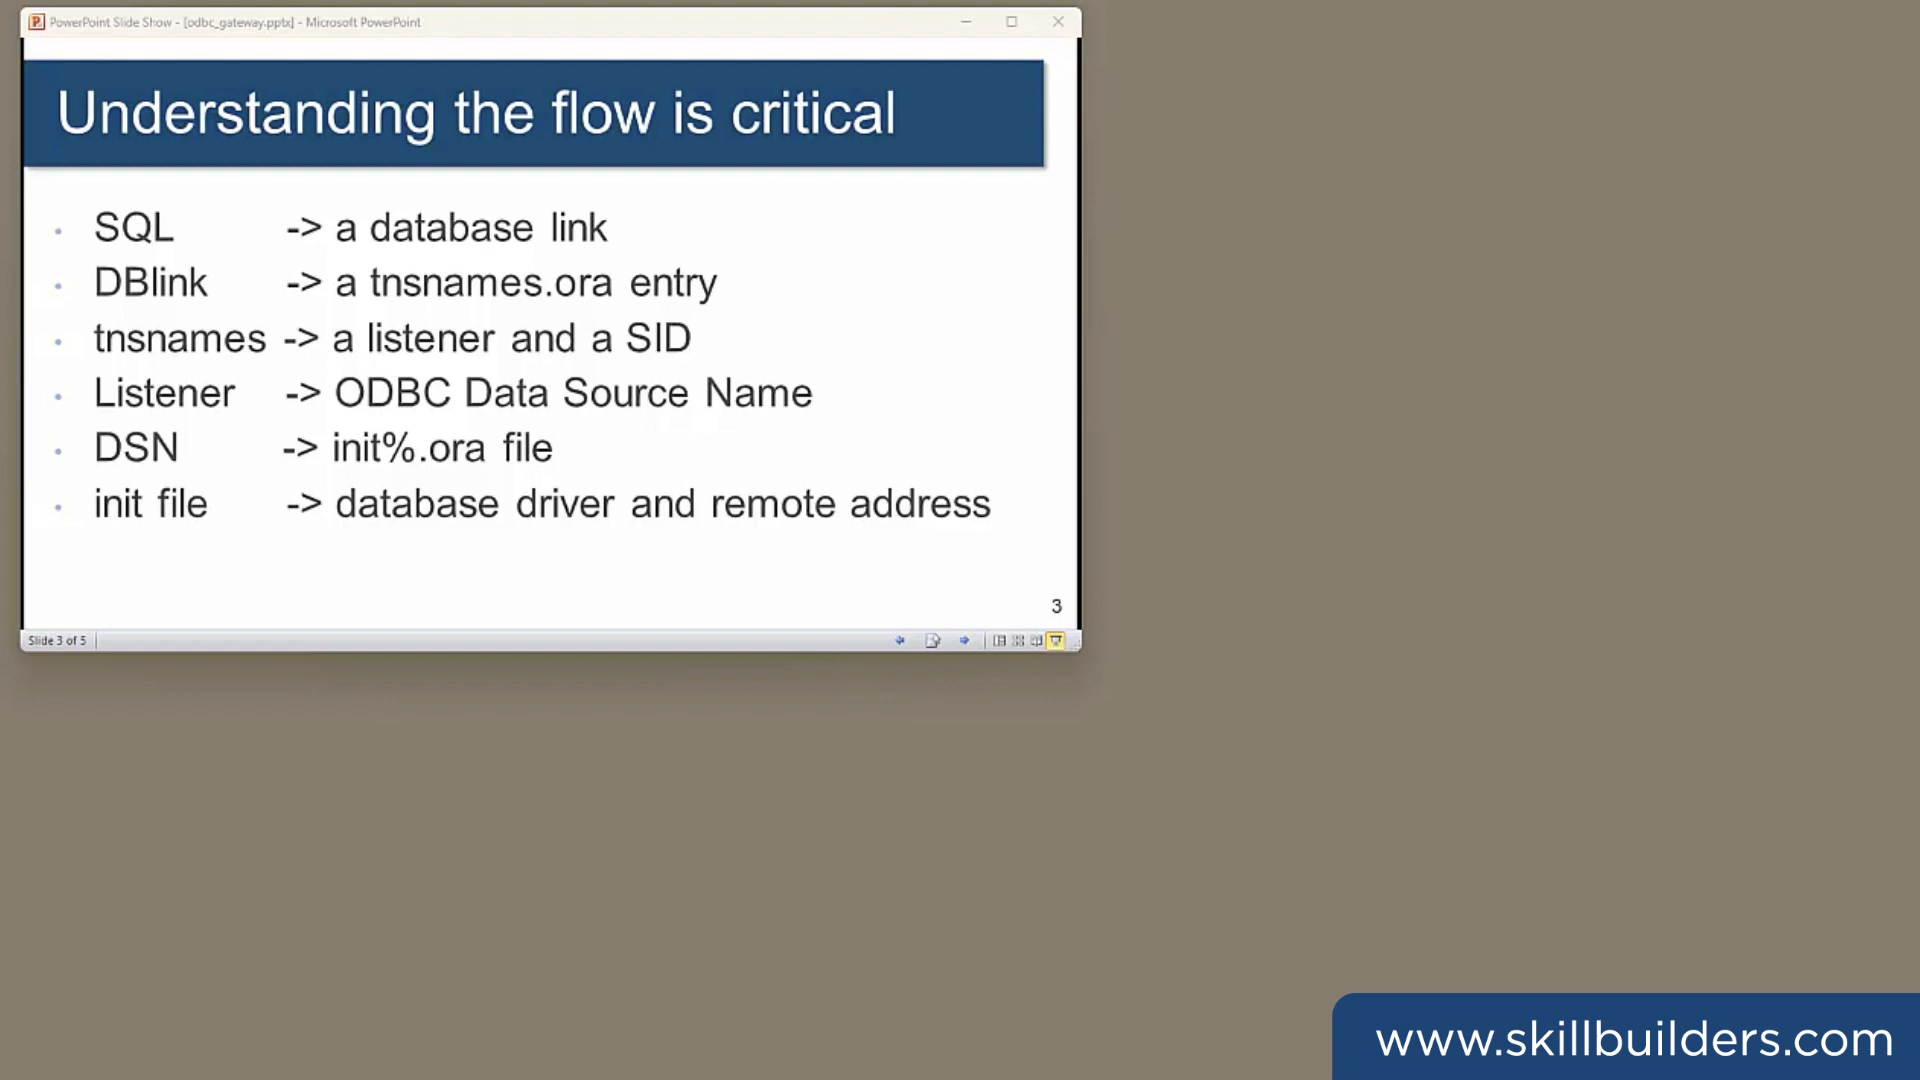 PowerPoint Slide Show - [odbc_gateway.pptx] - Microsoft PowerPoint
Understanding the flow is critical
• SQL -> a database link
• DBlink -> a tnsnames.ora entry
• tnsnames -> a listener and a SID
• Listener -> ODBC Data Source Name
• DSN -> init%.ora file
• init file -> database driver and remote address
3
Slide 3 of 5
www.skillbuilders.com